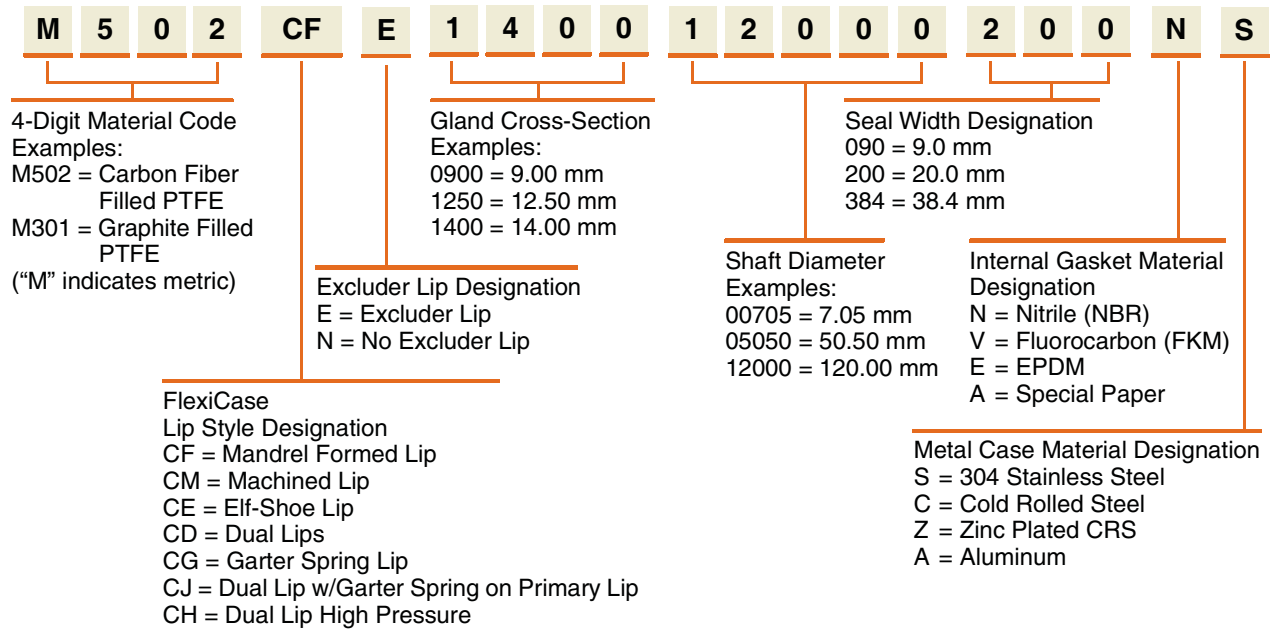 M 5 0 2 CF E 1 4 0 0 1 2 0 0 0 2 0 0 N S
4-Digit Material Code
Examples:
M502 = Carbon Fiber
Filled PTFE
M301 = Graphite Filled
PTFE
("M" indicates metric)
Gland Cross-Section
Examples:
0900 = 9.00 mm
1250 = 12.50 mm
1400 = 14.00 mm
Seal Width Designation
090 = 9.0 mm
200 = 20.0 mm
384 = 38.4 mm
Excluder Lip Designation
E = Excluder Lip
N = No Excluder Lip
Shaft Diameter
Examples:
00705 = 7.05 mm
05050 = 50.50 mm
12000 = 120.00 mm
Internal Gasket Material
Designation
N = Nitrile (NBR)
V = Fluorocarbon (FKM)
E = EPDM
A = Special Paper
FlexiCase
Lip Style Designation
CF = Mandrel Formed Lip
CM = Machined Lip
CE = Elf-Shoe Lip
CD = Dual Lips
CG = Garter Spring Lip
CJ = Dual Lip w/Garter Spring on Primary Lip
CH = Dual Lip High Pressure
Metal Case Material Designation
S = 304 Stainless Steel
C = Cold Rolled Steel
Z = Zinc Plated CRS
A = Aluminum